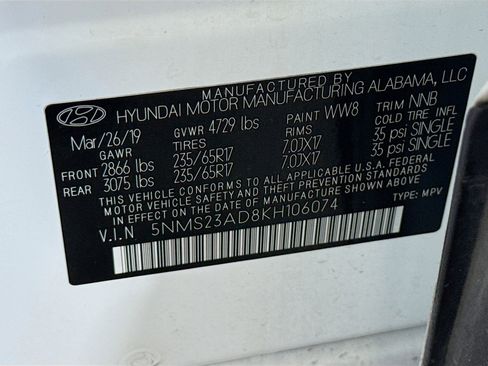 MANUFACTURED BY
HYUNDAI MOTOR MANUFACTURING ALABAMA, LLC
Mar/26/19 GVWR 4729 lbs PAINT WW8 TRIM NNB
GAWR TIRES RIMS COLD TIRE INFL
FRONT 2866 lbs 235/65R17 7.0JX17 35 psi SINGLE
REAR 3075 lbs 235/65R17 7.0JX17 35 psi SINGLE
THIS VEHICLE CONFORMS TO ALL APPLICABLE U.S.A. FEDERAL
MOTOR VEHICLE SAFETY STANDARDS
IN EFFECT ON THE DATE OF MANUFACTURE SHOWN ABOVE.
V.I.N 5NMS23AD8KH106074 TYPE: MPV